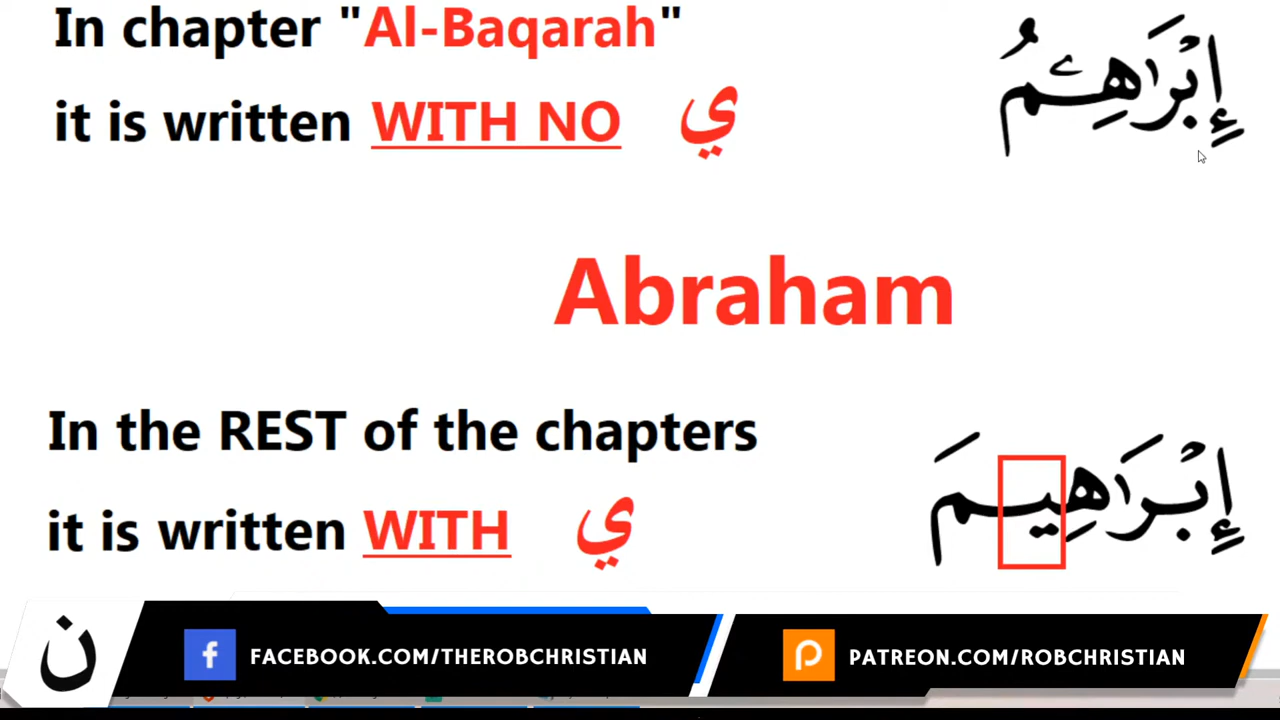 In chapter "Al-Baqarah"
إِبْرَٰهِۦمُ
it is written WITH NO ي
Abraham
In the REST of the chapters
إِبْرَٰهِيمَ
it is written WITH ي
ن
f FACEBOOK.COM/THEROBCHRISTIAN
PATREON.COM/ROBCHRISTIAN